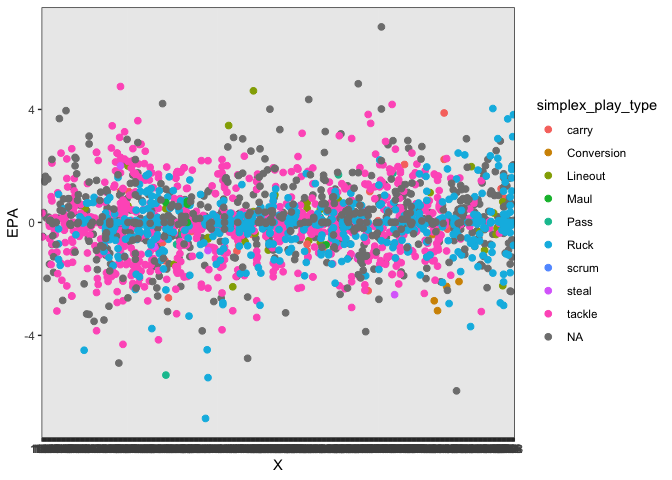 simplex_play_type
carry
Conversion
Lineout
Maul
Pass
Ruck
scrum
steal
tackle
NA
4
0
-4
EPA
X